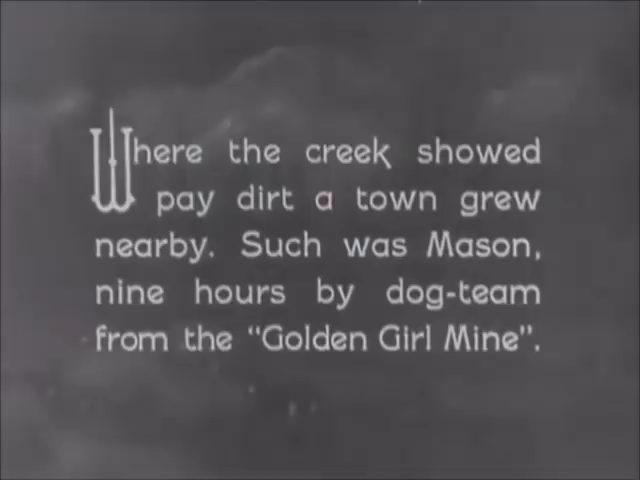 Where the creek showed
pay dirt a town grew
nearby. Such was Mason,
nine hours by dog-team
from the "Golden Girl Mine".